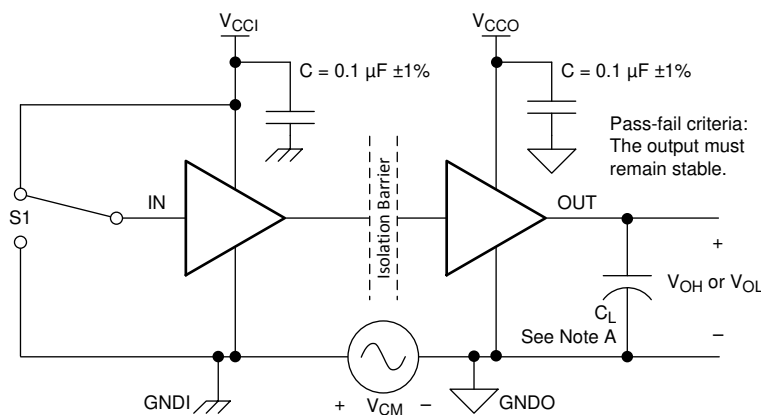 VCCI
VCCO
C = 0.1 µF ±1%
C = 0.1 µF ±1%
Pass-fail criteria:
The output must
remain stable.
Isolation Barrier
S1
IN
OUT
+
VOH or VOL
CL
See Note A
–
GNDI
+ VCM –
GNDO